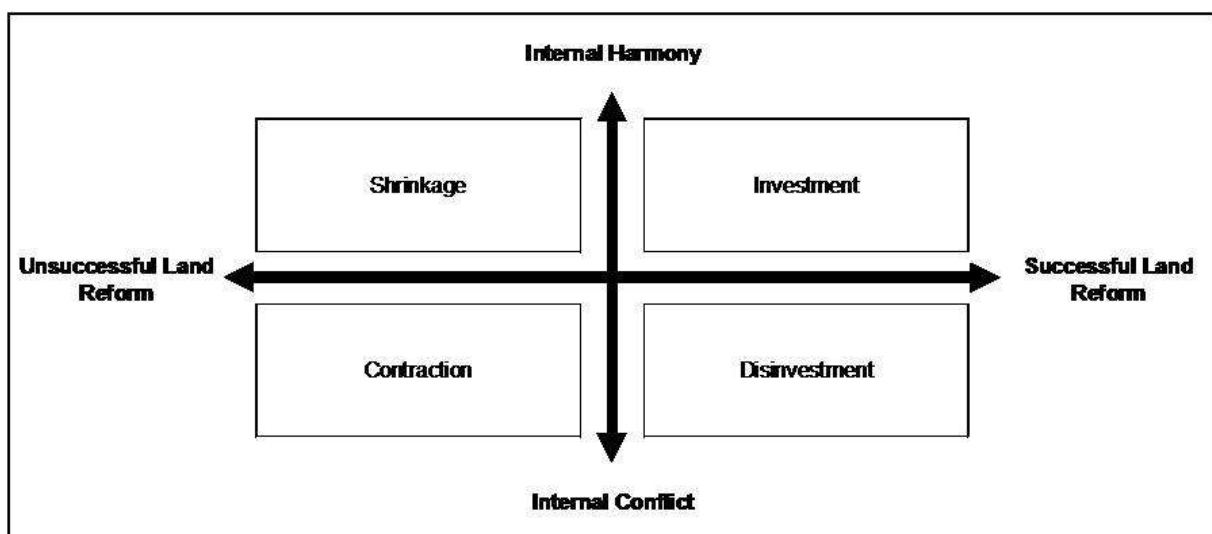 Internal Harmony
Shrinkage
Investment
Unsuccessful Land
Reform
Successful Land
Reform
Contraction
Disinvestment
Internal Conflict